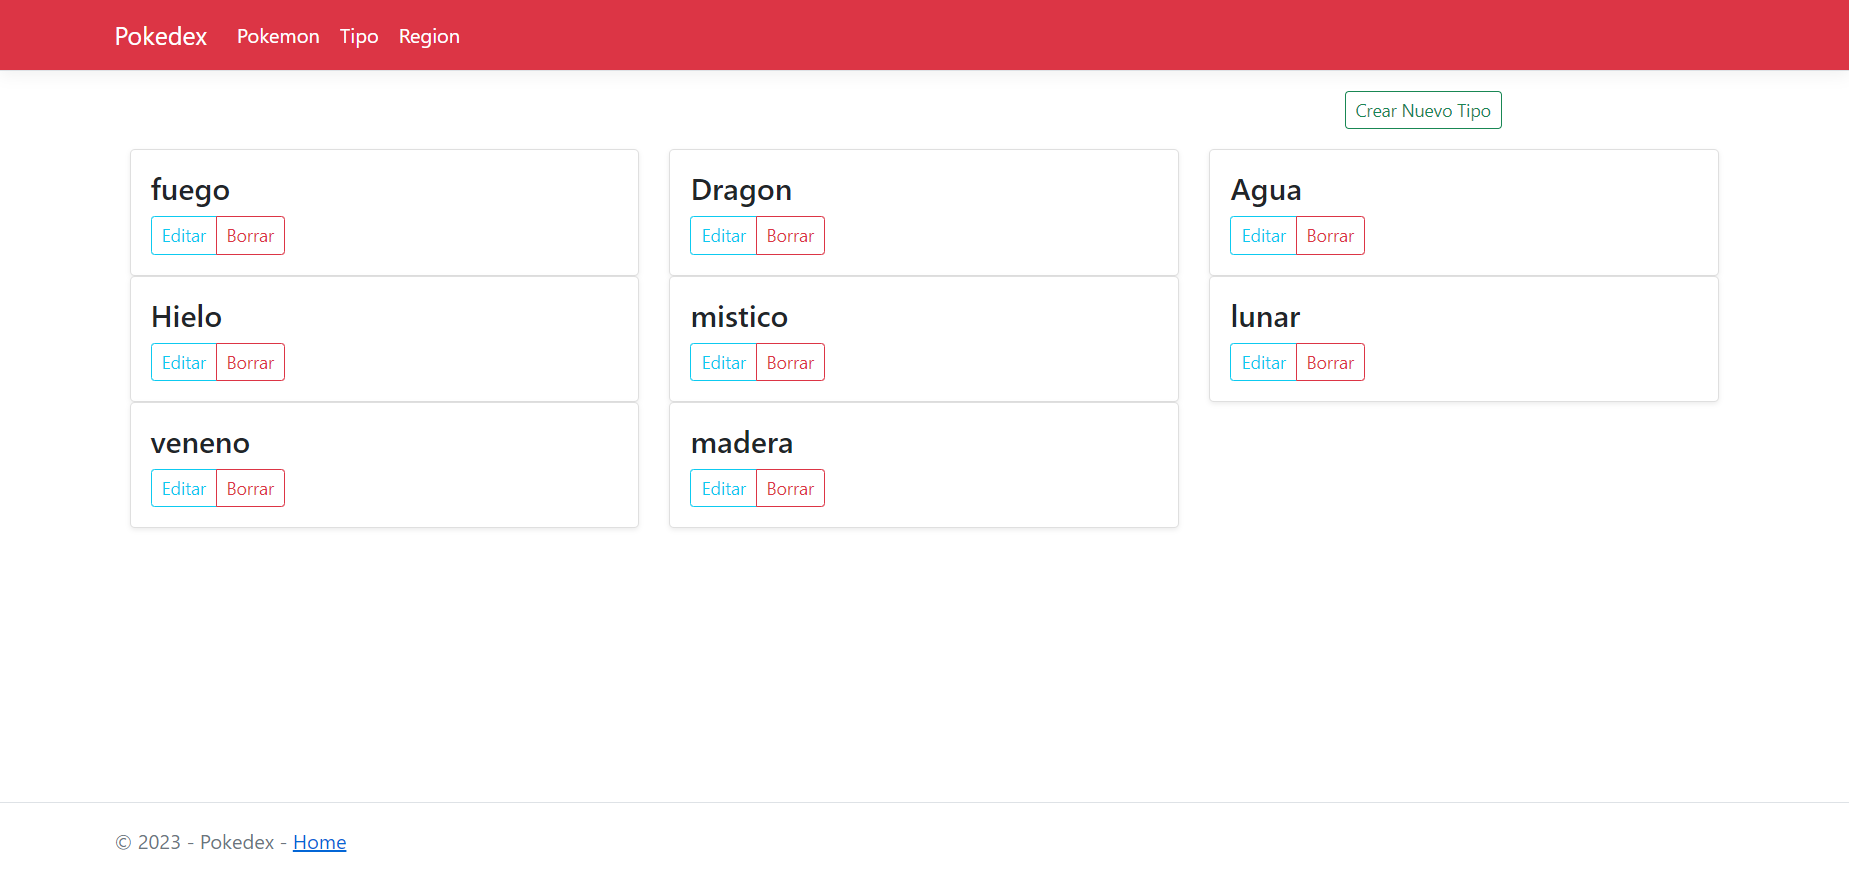 Pokedex Pokemon Tipo Region
Crear Nuevo Tipo
fuego
Editar Borrar
Dragon
Editar Borrar
Agua
Editar Borrar
Hielo
Editar Borrar
mistico
Editar Borrar
lunar
Editar Borrar
veneno
Editar Borrar
madera
Editar Borrar
© 2023 - Pokedex - Home